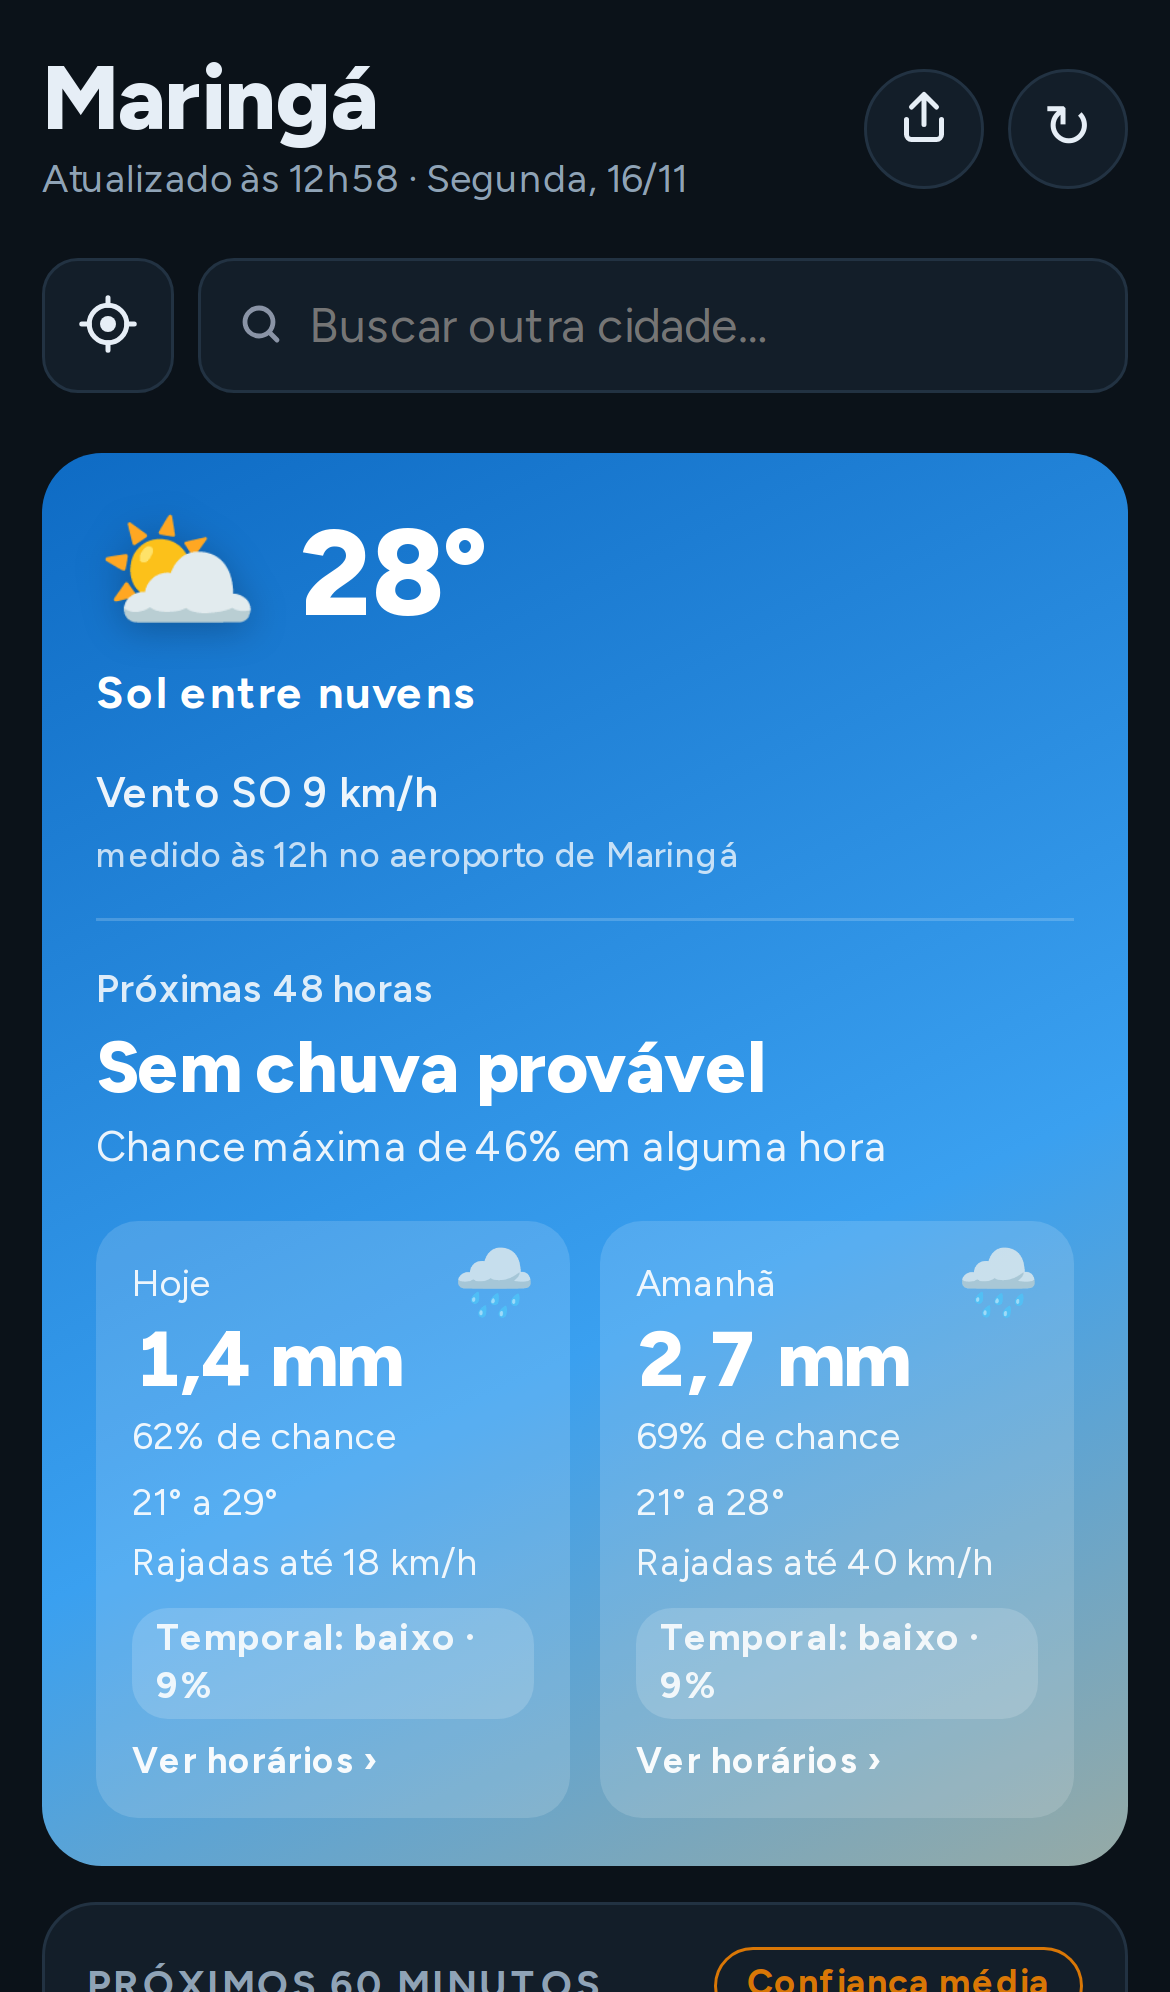 Maringá
Atualizado às 12h58 · Segunda, 16/11
Buscar outra cidade...
28°
Sol entre nuvens
Vento SO 9 km/h
medido às 12h no aeroporto de Maringá
Próximas 48 horas
Sem chuva provável
Chance máxima de 46% em alguma hora
Hoje
1,4 mm
62% de chance
21° a 29°
Rajadas até 18 km/h
Temporal: baixo ·
9%
Ver horários ›
Amanhã
2,7 mm
69% de chance
21° a 28°
Rajadas até 40 km/h
Temporal: baixo ·
9%
Ver horários ›
PRÓXIMOS 60 MINUTOS
Confiança média